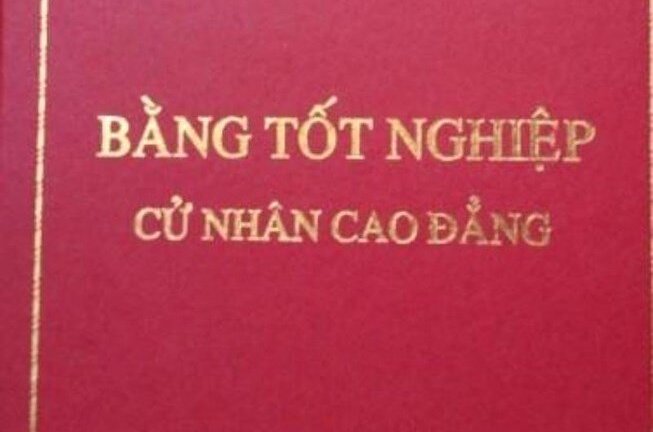 BẰNG TỐT NGHIỆP
CỬ NHÂN CAO ĐẲNG